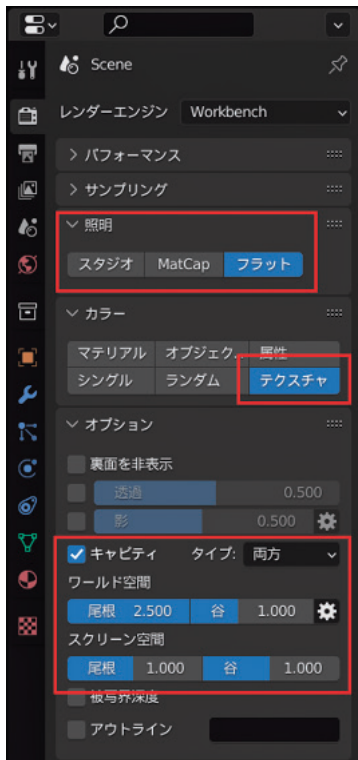 Scene
レンダーエンジン Workbench
パフォーマンス
サンプリング
照明
スタジオ MatCap フラット
カラー
マテリアル オブジェク.. 属性
シングル ランダム テクスチャ
オプション
裏面を非表示
透過 0.500
影 0.500
キャビティ タイプ: 両方
ワールド空間
尾根 2.500 谷 1.000
スクリーン空間
尾根 1.000 谷 1.000
被写界深度
アウトライン